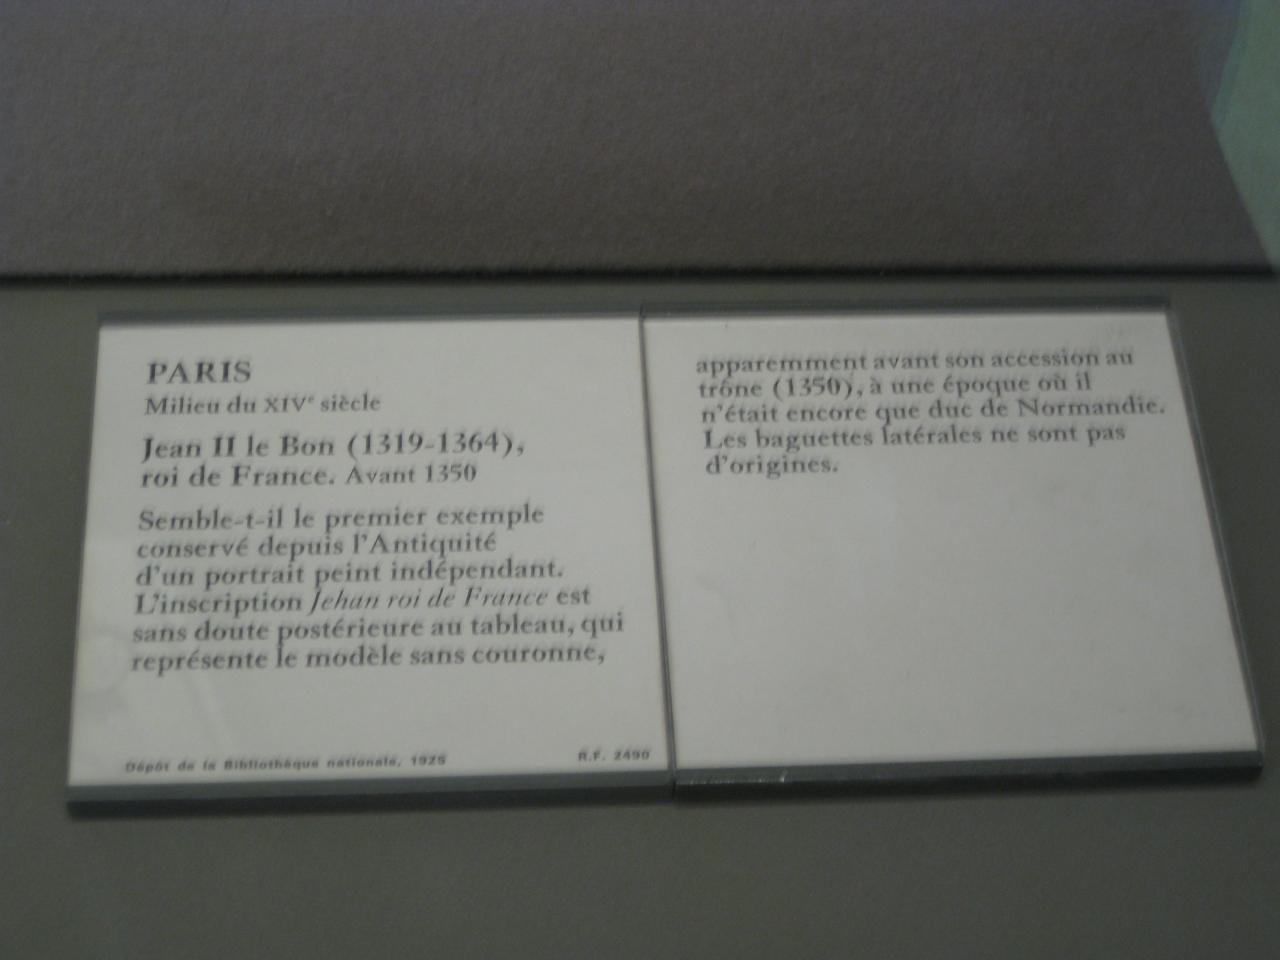 PARIS
Milieu du XIVe siècle
Jean II le Bon (1319-1364),
roi de France. Avant 1350
Semble-t-il le premier exemple
conservé depuis l'Antiquité
d'un portrait peint indépendant.
L'inscription Jehan roi de France est
sans doute postérieure au tableau, qui
représente le modèle sans couronne,
Dépôt de la Bibliothèque nationale, 1925
R.F. 2490
apparemment avant son accession au
trône (1350), à une époque où il
n'était encore que duc de Normandie.
Les baguettes latérales ne sont pas
d'origines.